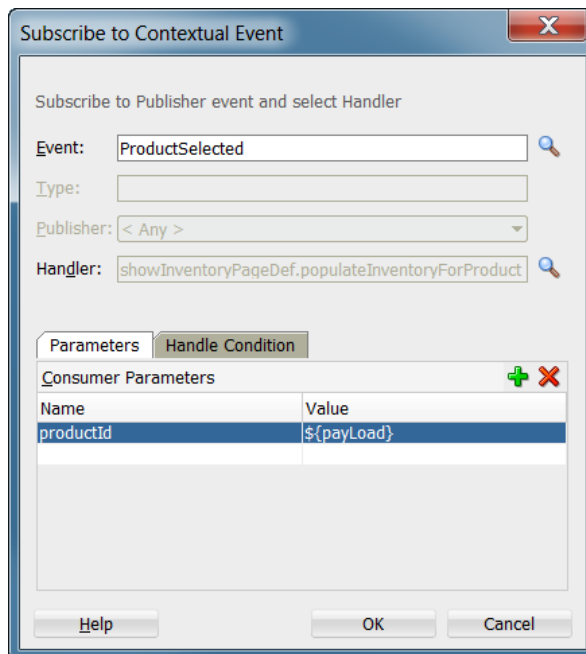 Subscribe to Contextual Event
Subscribe to Publisher event and select Handler
Event: ProductSelected
Type:
Publisher: < Any >
Handler: showInventoryPageDef.populateInventoryForProduct
Parameters Handle Condition
Consumer Parameters
Name Value
productId ${payLoad}
Help OK Cancel